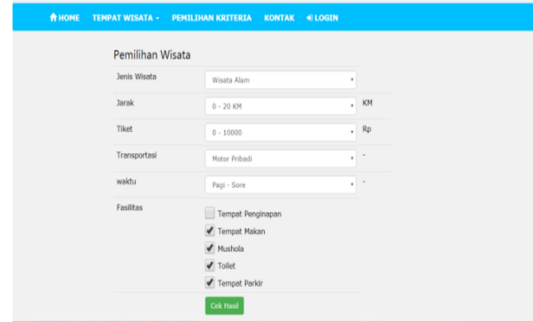 HOME TEMPAT WISATA PEMILIHAN KRITERIA KONTAK LOGIN
Pemilihan Wisata
Jenis Wisata Wisata Alam
Jarak 0 - 20 KM KM
Tiket 0 - 10000 Rp
Transportasi Motor Pribadi -
waktu Pagi - Sore -
Fasilitas
Tempat Penginapan
Tempat Makan
Mushola
Toilet
Tempat Parkir
Cek Hasil